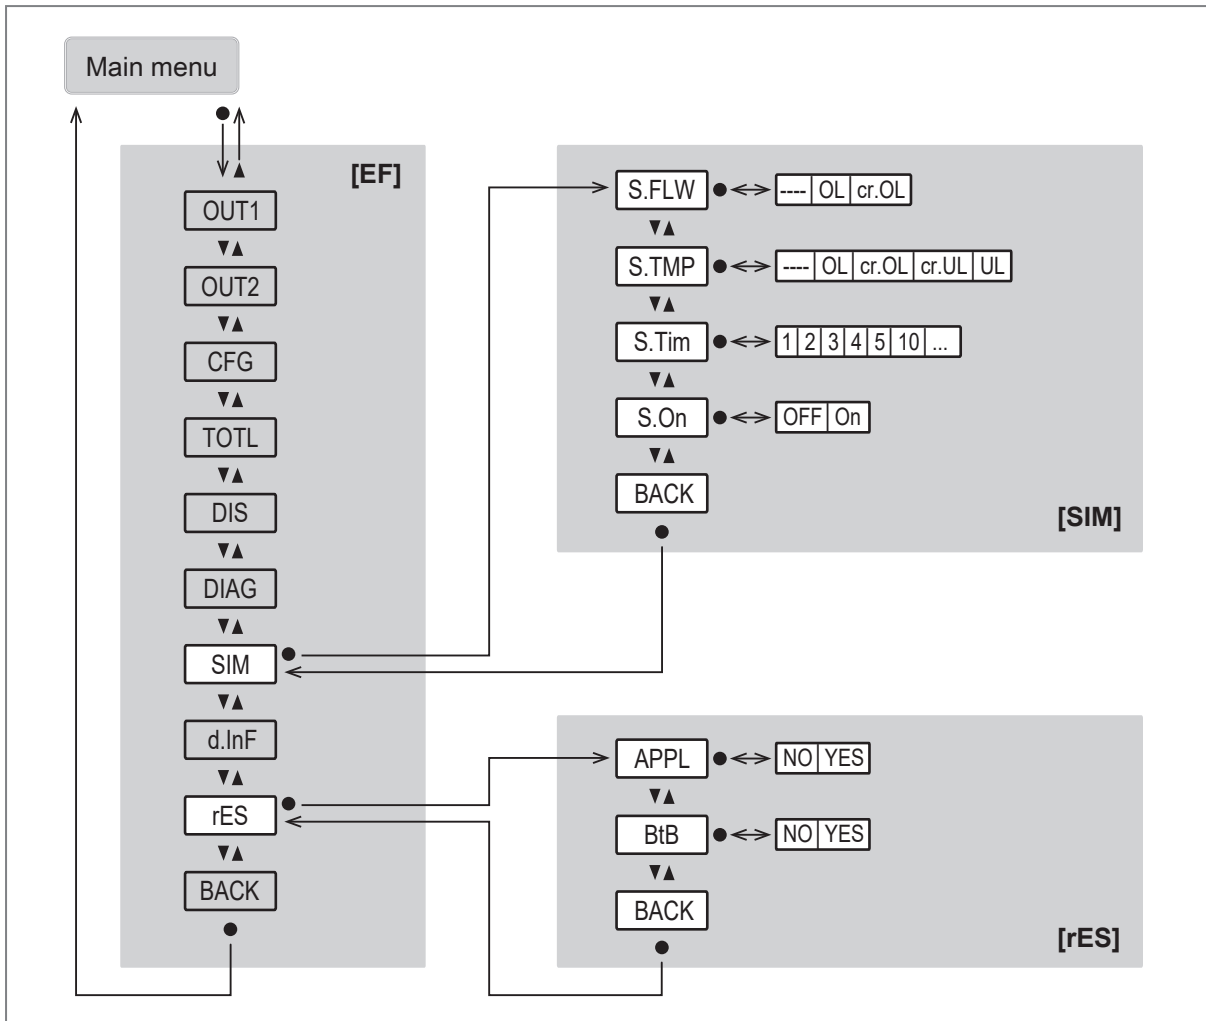 Main menu
[EF]
OUT1
OUT2
CFG
TOTL
DIS
DIAG
SIM
d.InF
rES
BACK
S.FLW ---- OL cr.OL
S.TMP ---- OL cr.OL cr.UL UL
S.Tim 1 2 3 4 5 10 ...
S.On OFF On
BACK
[SIM]
APPL NO YES
BtB NO YES
BACK
[rES]